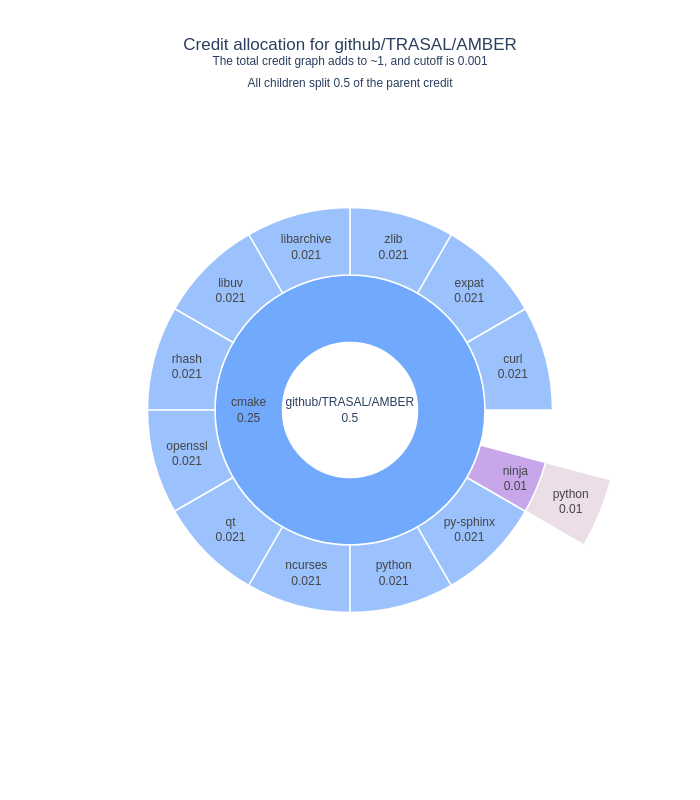 Credit allocation for github/TRASAL/AMBER
The total credit graph adds to ~1, and cutoff is 0.001
All children split 0.5 of the parent credit
libarchive
0.021
zlib
0.021
libuv
0.021
expat
0.021
rhash
0.021
curl
0.021
cmake
0.25
github/TRASAL/AMBER
0.5
openssl
0.021
ninja
0.01
python
0.01
qt
0.021
py-sphinx
0.021
ncurses
0.021
python
0.021